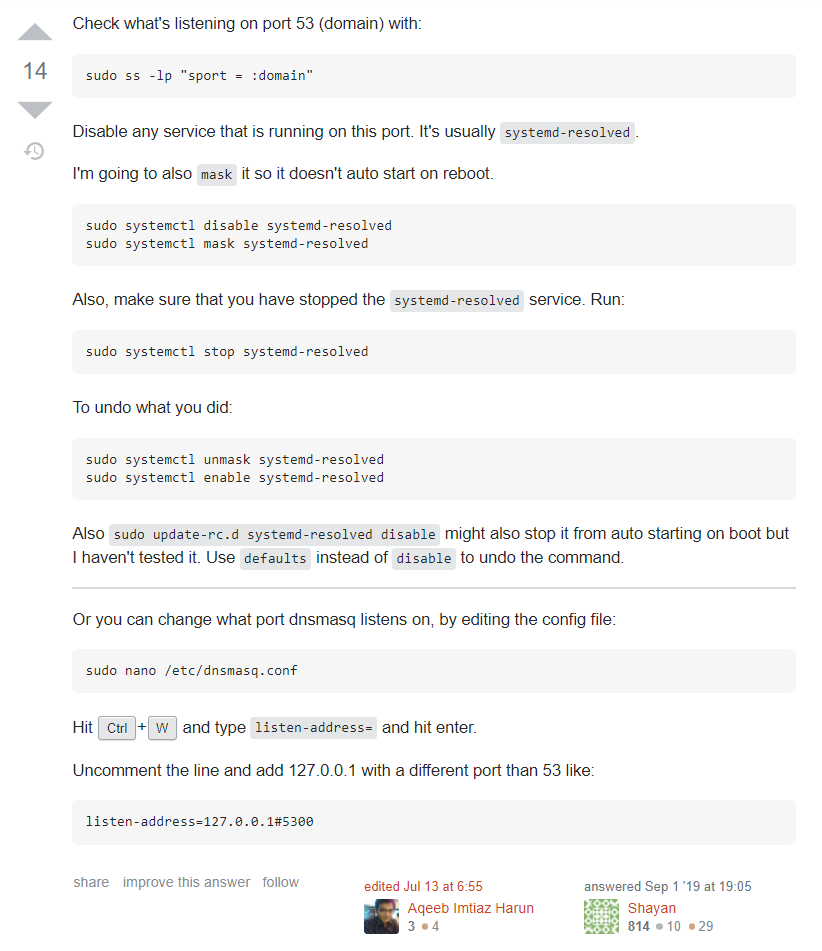 Check what's listening on port 53 (domain) with:
14
sudo ss -lp "sport = :domain"
Disable any service that is running on this port. It's usually systemd-resolved.
I'm going to also mask it so it doesn't auto start on reboot.
sudo systemctl disable systemd-resolved
sudo systemctl mask systemd-resolved
Also, make sure that you have stopped the systemd-resolved service. Run:
sudo systemctl stop systemd-resolved
To undo what you did:
sudo systemctl unmask systemd-resolved
sudo systemctl enable systemd-resolved
Also sudo update-rc.d systemd-resolved disable might also stop it from auto starting on boot but
I haven't tested it. Use defaults instead of disable to undo the command.
Or you can change what port dnsmasq listens on, by editing the config file:
sudo nano /etc/dnsmasq.conf
Hit Ctrl+W and type listen-address= and hit enter.
Uncomment the line and add 127.0.0.1 with a different port than 53 like:
listen-address=127.0.0.1#5300
share improve this answer follow
edited Jul 13 at 6:55
Aqeeb Imtiaz Harun
3 ● 4
answered Sep 1 '19 at 19:05
Shayan
814 ● 10 ● 29